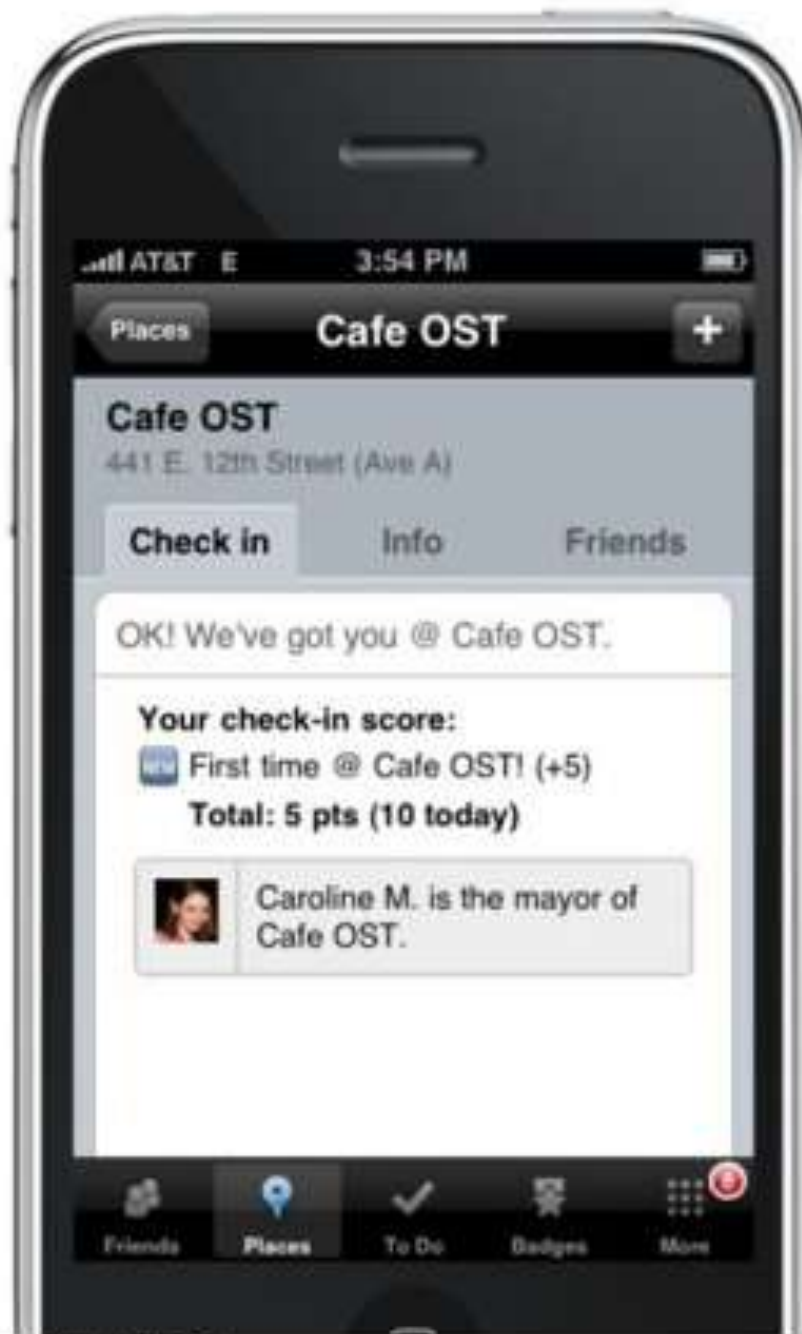 AT&T E 3:54 PM
Places Cafe OST +
Cafe OST
441 E. 12th Street (Ave A)
Check in Info Friends
OK! We've got you @ Cafe OST.
Your check-in score:
NEW First time @ Cafe OST! (+5)
Total: 5 pts (10 today)
Caroline M. is the mayor of
Cafe OST.
Friends Places To Do Badges More